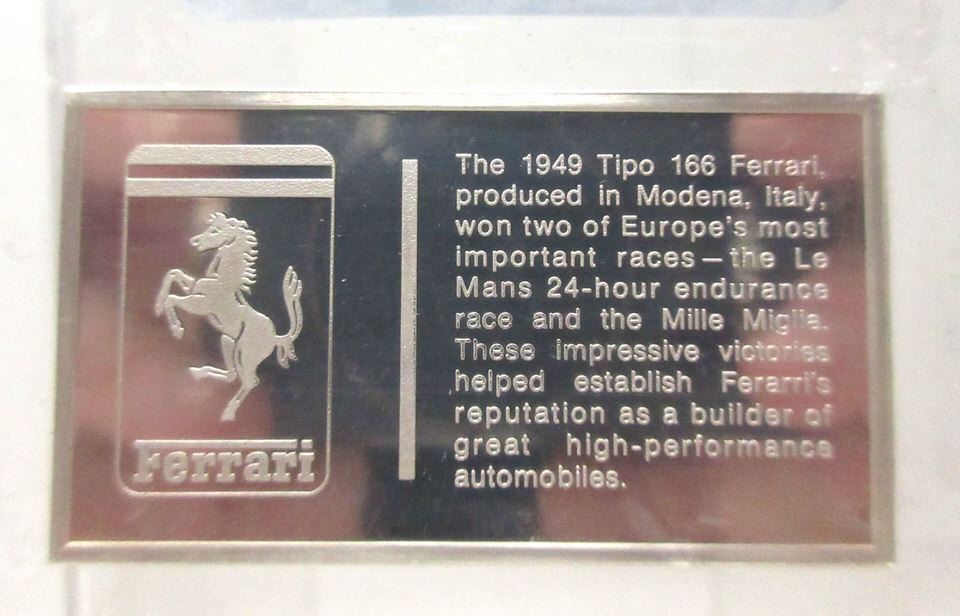 Ferrari
The 1949 Tipo 166 Ferrari,
produced in Modena, Italy,
won two of Europe's most
important races — the Le
Mans 24-hour endurance
race and the Mille Miglia.
These impressive victories
helped establish Ferarri's
reputation as a builder of
great high-performance
automobiles.